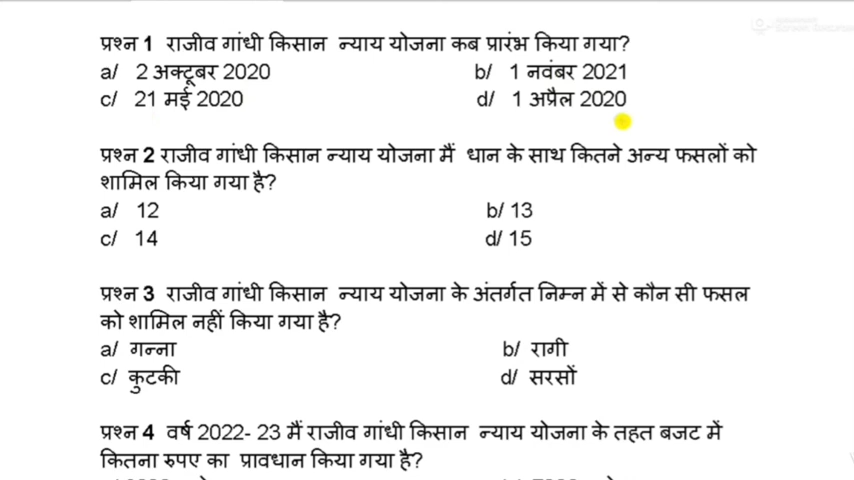 प्रश्न 1 राजीव गांधी किसान न्याय योजना कब प्रारंभ किया गया?
a/ 2 अक्टूबर 2020 b/ 1 नवंबर 2021
c/ 21 मई 2020 d/ 1 अप्रैल 2020
प्रश्न 2 राजीव गांधी किसान न्याय योजना मैं धान के साथ कितने अन्य फसलों को
शामिल किया गया है?
a/ 12 b/ 13
c/ 14 d/ 15
प्रश्न 3 राजीव गांधी किसान न्याय योजना के अंतर्गत निम्न में से कौन सी फसल
को शामिल नहीं किया गया है?
a/ गन्ना b/ रागी
c/ कुटकी d/ सरसों
प्रश्न 4 वर्ष 2022- 23 मैं राजीव गांधी किसान न्याय योजना के तहत बजट में
कितना रुपए का प्रावधान किया गया है?